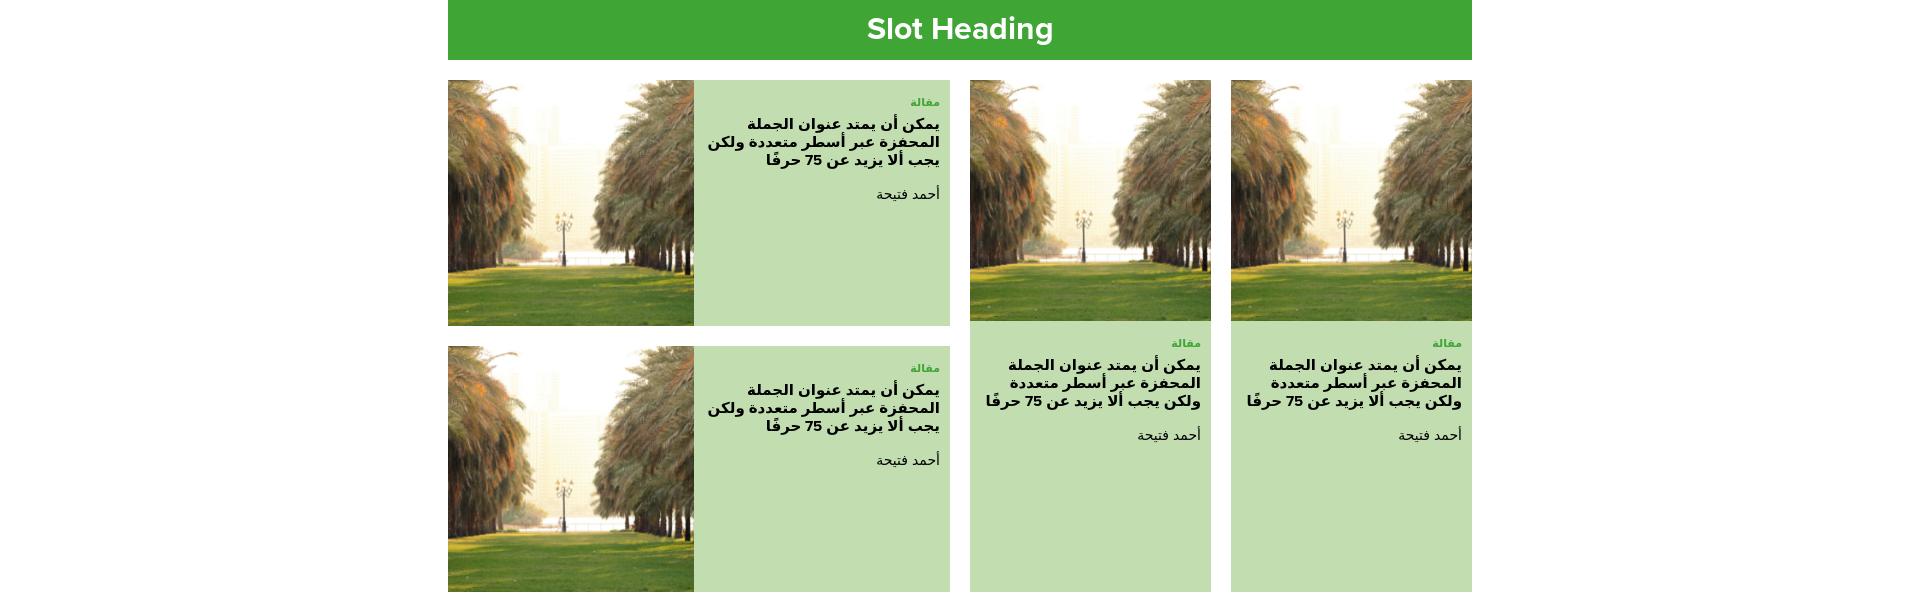 Slot Heading
مقالة
يمكن أن يمتد عنوان الجملة
المحفزة عبر أسطر متعددة
ولكن يجب ألا يزيد عن 75 حرفًا
أحمد فتيحة
مقالة
يمكن أن يمتد عنوان الجملة
المحفزة عبر أسطر متعددة
ولكن يجب ألا يزيد عن 75 حرفًا
أحمد فتيحة
مقالة
يمكن أن يمتد عنوان الجملة
المحفزة عبر أسطر متعددة ولكن
يجب ألا يزيد عن 75 حرفًا
أحمد فتيحة
مقالة
يمكن أن يمتد عنوان الجملة
المحفزة عبر أسطر متعددة ولكن
يجب ألا يزيد عن 75 حرفًا
أحمد فتيحة